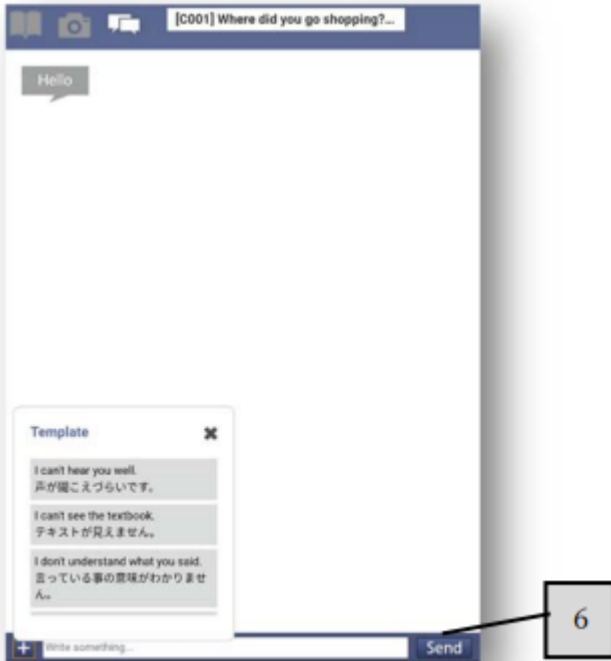 [C001] Where did you go shopping?...
Hello
Template
I can't hear you well.
声が聞こえづらいです。
I can't see the textbook.
テキストが見えません。
I don't understand what you said.
言っている事の意味がわかりませ
ん。
Write something...
Send
6